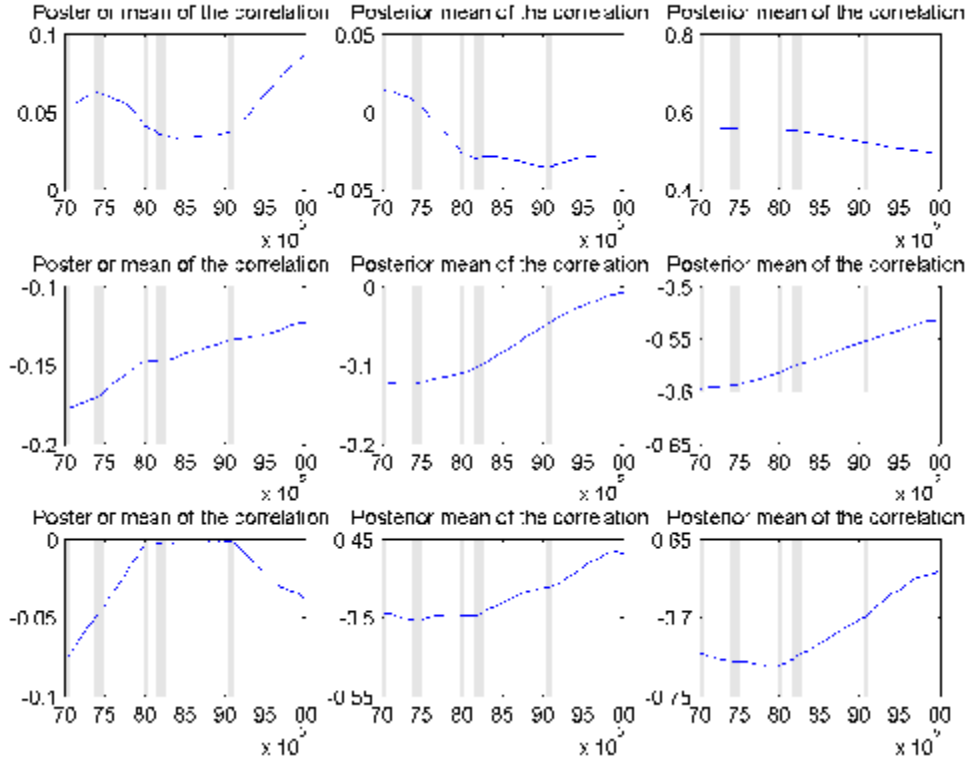 Posterior mean of the correlation Posterior mean of the correlation Posterior mean of the correlation
0.1 0.05 0.8
0.05 0 0.6
0 -0.05 0.4
70 75 80 85 90 95 00 70 75 80 85 90 95 00 70 75 80 85 90 95 00
x 10 x 10 x 10
Posterior mean of the correlation Posterior mean of the correlation Posterior mean of the correlation
-0.1 0
-0.15 -0.55
-0.2 -0.65
70 75 80 85 90 95 00 70 75 80 85 90 95 00 70 75 80 85 90 95 00
x 10 x 10 x 10
Posterior mean of the correlation Posterior mean of the correlation Posterior mean of the correlation
0 0.45 0.65
-0.05
-0.1 -0.55 -0.75
70 75 80 85 90 95 00 70 75 80 85 90 95 00 70 75 80 85 90 95 00
x 10 x 10 x 10